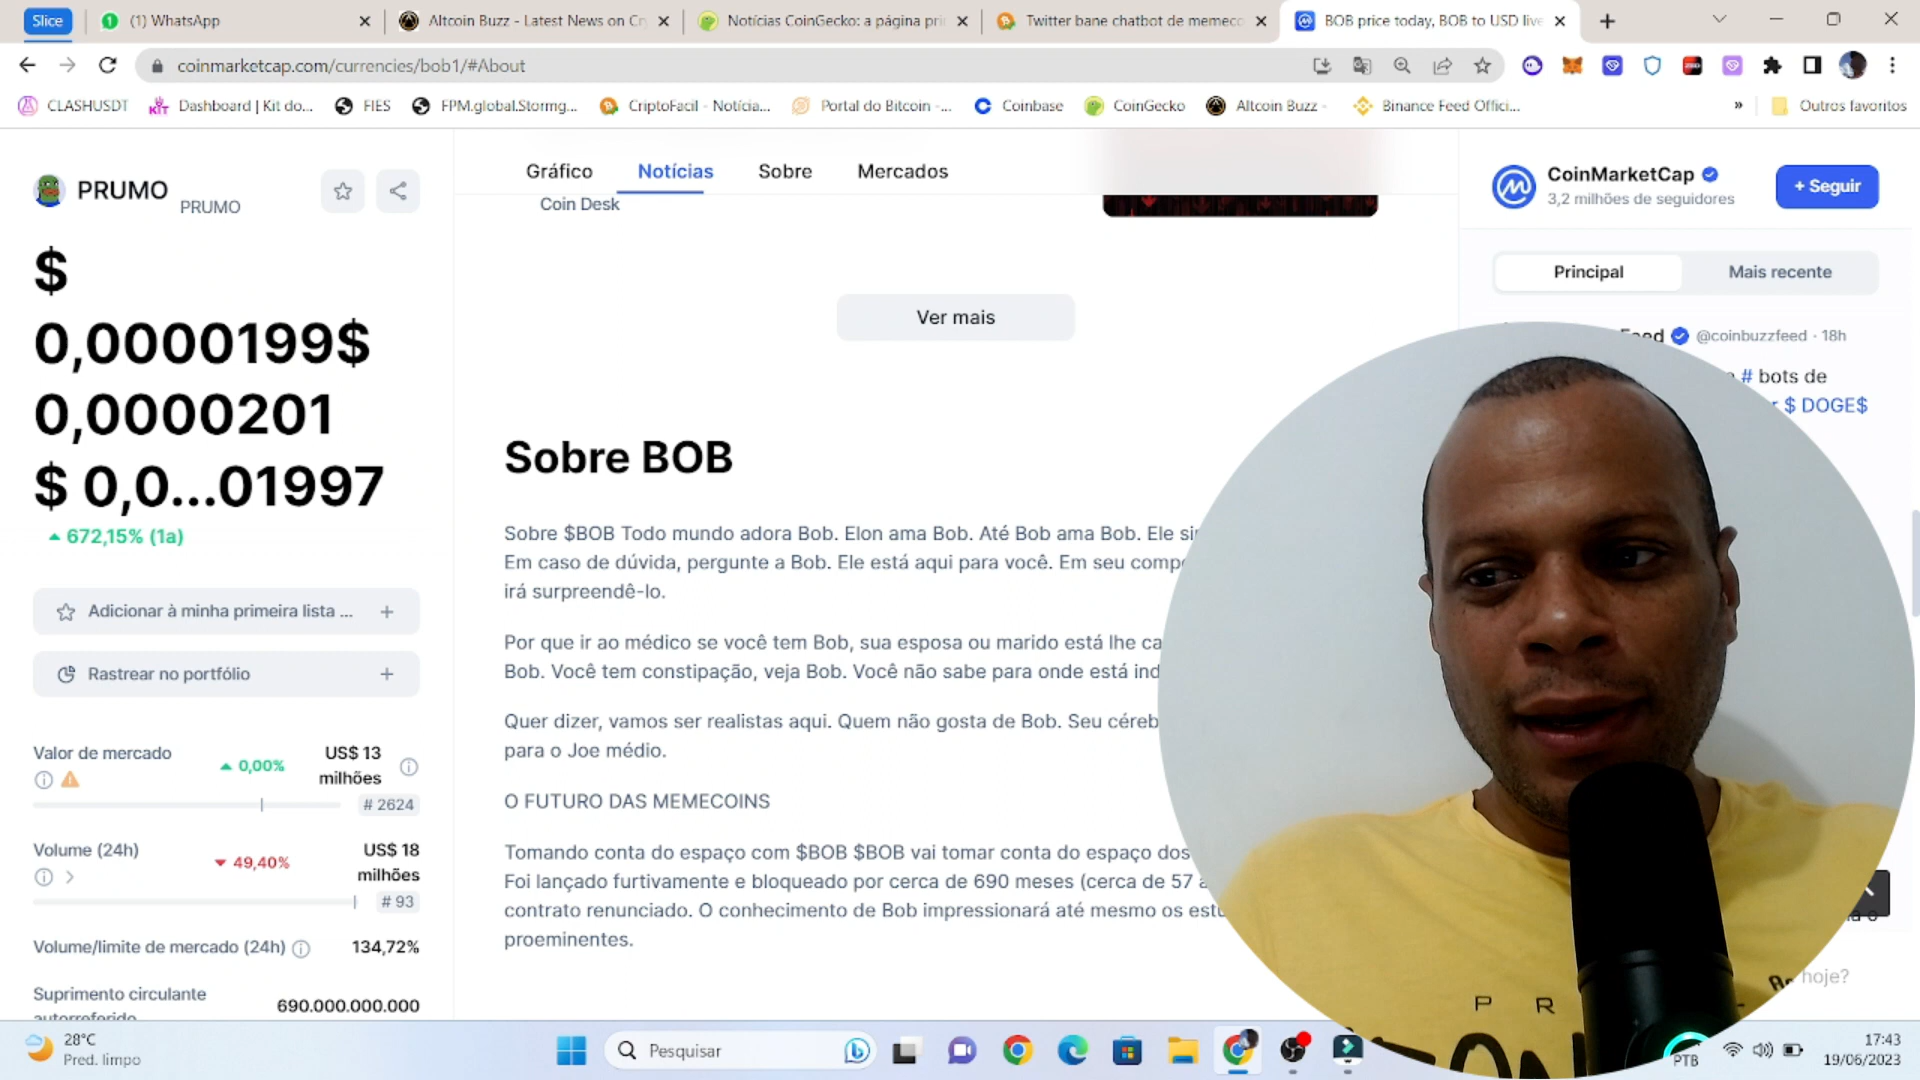 Slice
(1) WhatsApp
Altcoin Buzz - Latest News on Cr
Notícias CoinGecko: a página pri
Twitter bane chatbot de memeco
BOB price today, BOB to USD live
coinmarketcap.com/currencies/bob1/#About
CLASHUSDT
Dashboard | Kit do...
FIES
FPM.global.Stormg...
CriptoFacil - Notícia...
Portal do Bitcoin -...
Coinbase
CoinGecko
Altcoin Buzz -
Binance Feed Offici...
»
Outros favoritos
PRUMO PRUMO
$
0,0000199$
0,0000201
$ 0,0...01997
672,15% (1a)
Adicionar à minha primeira lista ... +
Rastrear no portfólio +
Valor de mercado
0,00%
US$ 13
milhões
# 2624
Volume (24h)
49,40%
US$ 18
milhões
# 93
Volume/limite de mercado (24h) 134,72%
Suprimento circulante
autorreferido
690.000.000.000
Gráfico Notícias Sobre Mercados
Coin Desk
Ver mais
Sobre BOB
Sobre $BOB Todo mundo adora Bob. Elon ama Bob. Até Bob ama Bob. Ele
Em caso de dúvida, pergunte a Bob. Ele está aqui para você. Em seu
irá surpreendê-lo.
Por que ir ao médico se você tem Bob, sua esposa ou marido está lhe
Bob. Você tem constipação, veja Bob. Você não sabe para onde está
Quer dizer, vamos ser realistas aqui. Quem não gosta de Bob. Seu
para o Joe médio.
O FUTURO DAS MEMECOINS
Tomando conta do espaço com $BOB $BOB vai tomar conta do espaço dos
Foi lançado furtivamente e bloqueado por cerca de 690 meses (cerca de 57
contrato renunciado. O conhecimento de Bob impressionará até mesmo os
proeminentes.
CoinMarketCap
3,2 milhões de seguidores
+ Seguir
Principal Mais recente
@coinbuzzfeed · 18h
# bots de
$ DOGE$
hoje?
P R
28°C
Pred. limpo
Pesquisar
PTB
17:43
19/06/2023